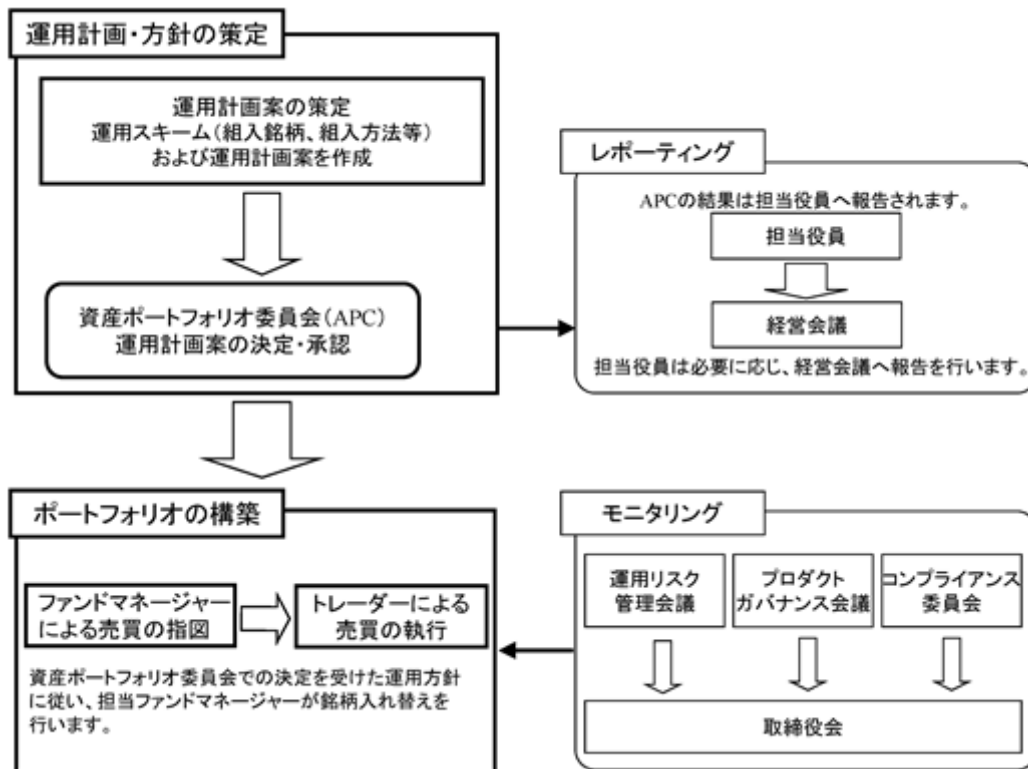 運用計画・方針の策定
運用計画案の策定
運用スキーム(組入銘柄、組入方法等)
および運用計画案を作成
資産ポートフォリオ委員会(APC)
運用計画案の決定・承認
レポーティング
APCの結果は担当役員へ報告されます。
担当役員
経営会議
担当役員は必要に応じ、経営会議へ報告を行います。
ポートフォリオの構築
ファンドマネージャー
による売買の指図
トレーダーによる
売買の執行
資産ポートフォリオ委員会での決定を受けた運用方針
に従い、担当ファンドマネージャーが銘柄入れ替えを
行います。
モニタリング
運用リスク
管理会議
プロダクト
ガバナンス会議
コンプライアンス
委員会
取締役会